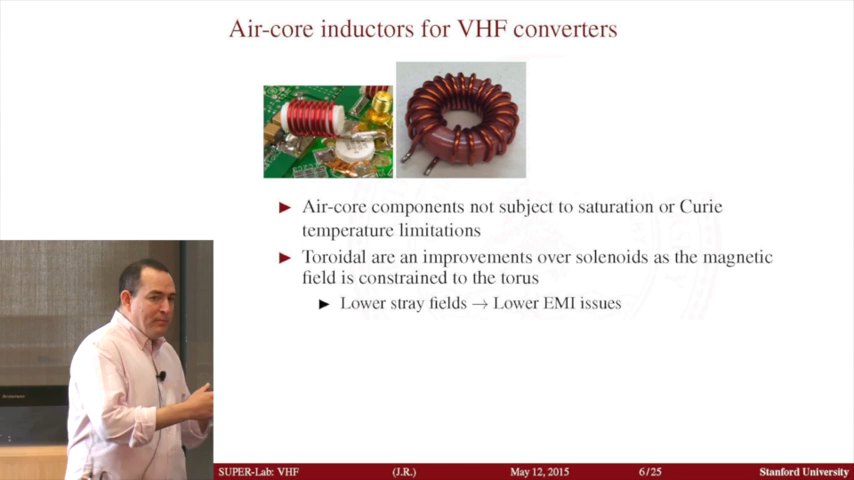 Air-core inductors for VHF converters
► Air-core components not subject to saturation or Curie
temperature limitations
► Toroidal are an improvements over solenoids as the magnetic
field is constrained to the torus
► Lower stray fields → Lower EMI issues
SUPER-Lab: VHF (J.R.) May 12, 2015 6/25 Stanford University